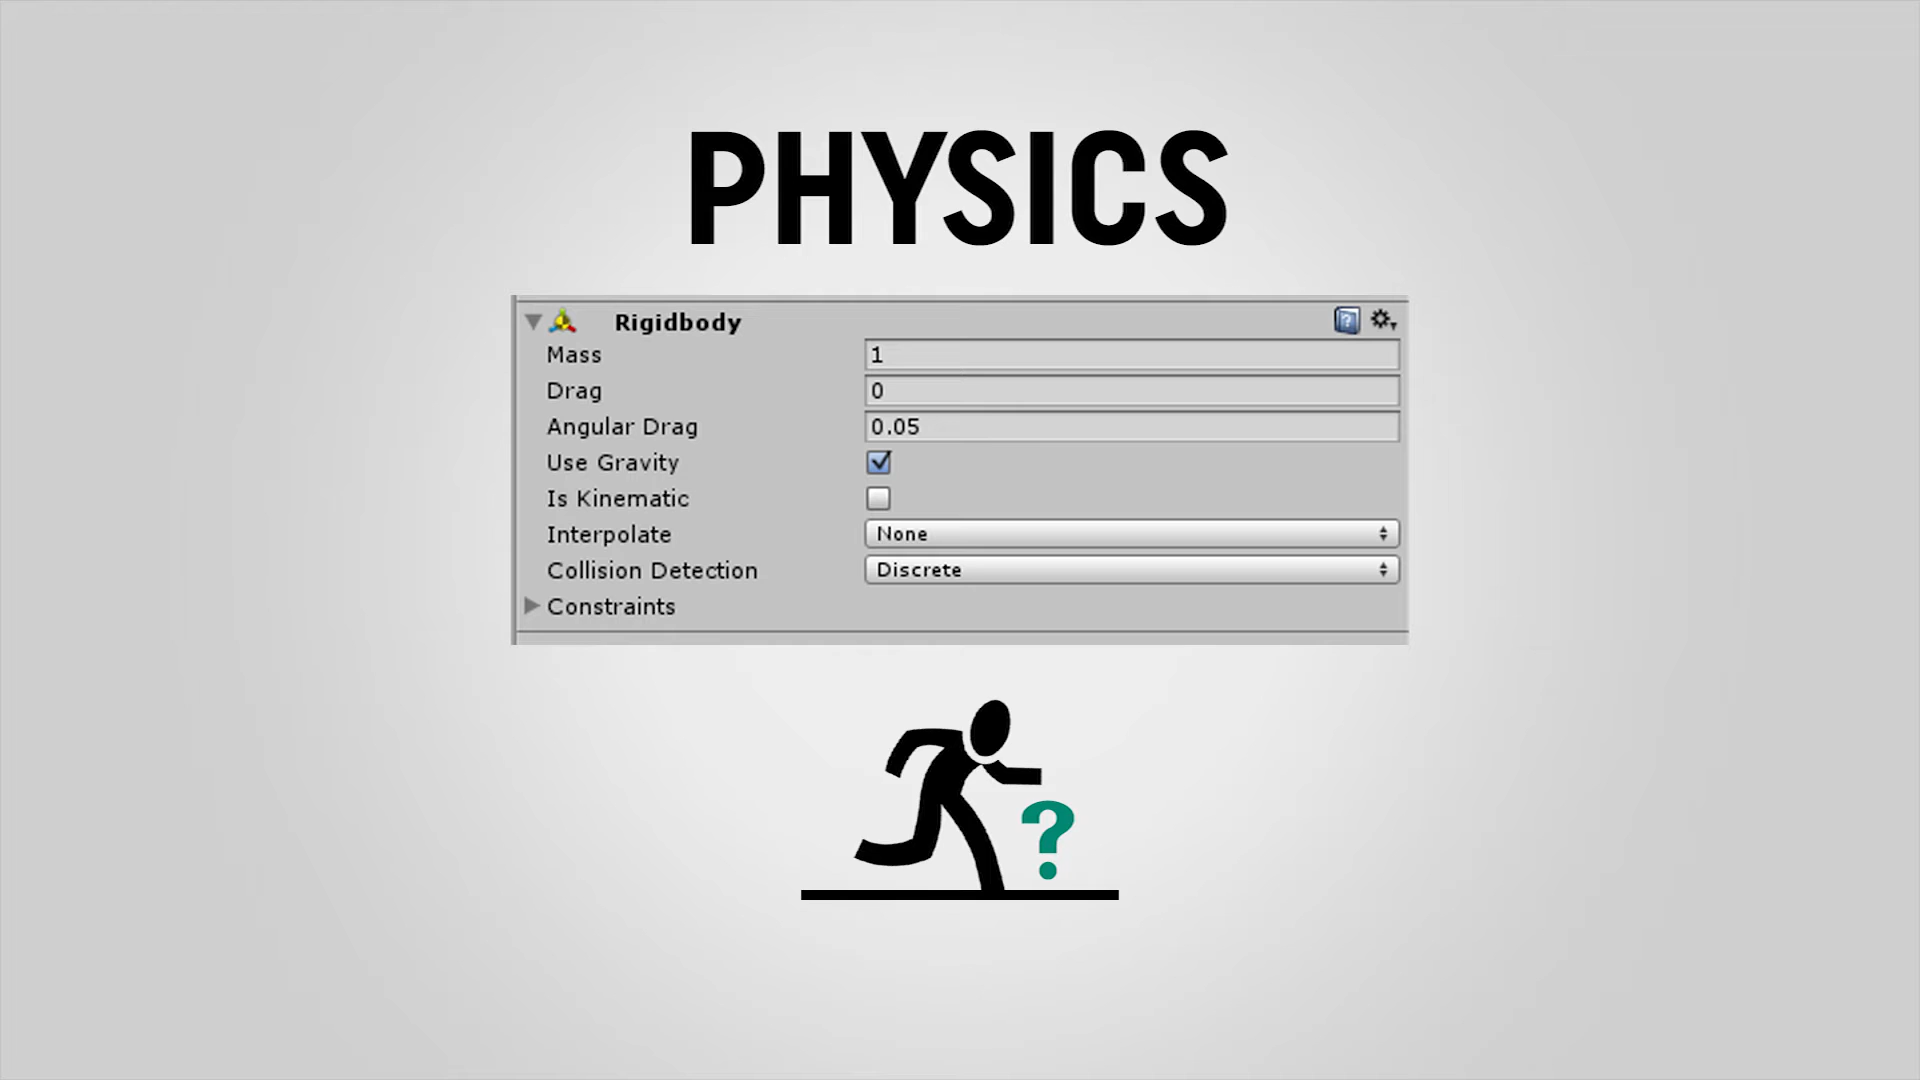 PHYSICS
Rigidbody
Mass 1
Drag 0
Angular Drag 0.05
Use Gravity
Is Kinematic
Interpolate None
Collision Detection Discrete
Constraints
?